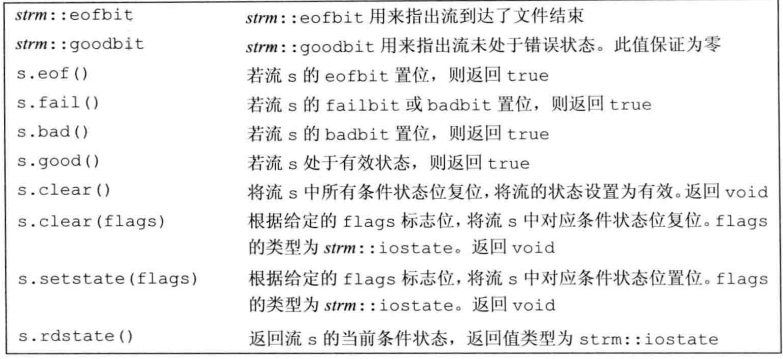 strm::eofbit strm::eofbit 用来指出流到达了文件结束
strm::goodbit strm::goodbit 用来指出流未处于错误状态。此值保证为零
s.eof() 若流 s 的 eofbit 置位，则返回 true
s.fail() 若流 s 的 failbit 或 badbit 置位，则返回 true
s.bad() 若流 s 的 badbit 置位，则返回 true
s.good() 若流 s 处于有效状态，则返回 true
s.clear() 将流 s 中所有条件状态位复位，将流的状态设置为有效。返回 void
s.clear(flags) 根据给定的 flags 标志位，将流 s 中对应条件状态位复位。flags
的类型为 strm::iostate。返回 void
s.setstate(flags) 根据给定的 flags 标志位，将流 s 中对应条件状态位置位。flags
的类型为 strm::iostate。返回 void
s.rdstate() 返回流 s 的当前条件状态，返回值类型为 strm::iostate